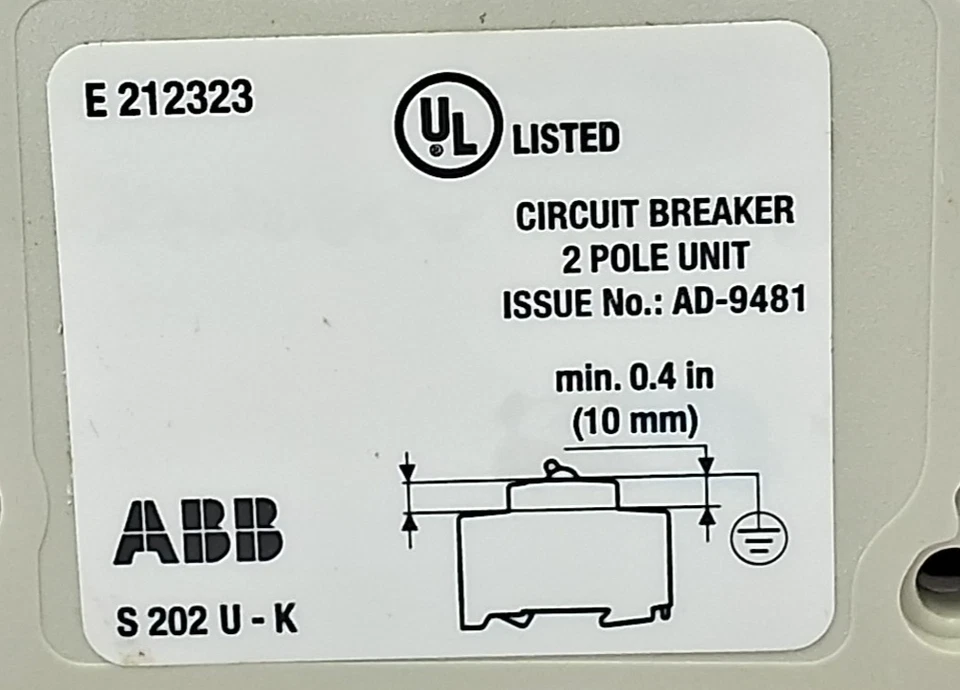 E 212323
UL LISTED
CIRCUIT BREAKER
2 POLE UNIT
ISSUE No.: AD-9481
min. 0.4 in
(10 mm)
ABB
S 202 U - K